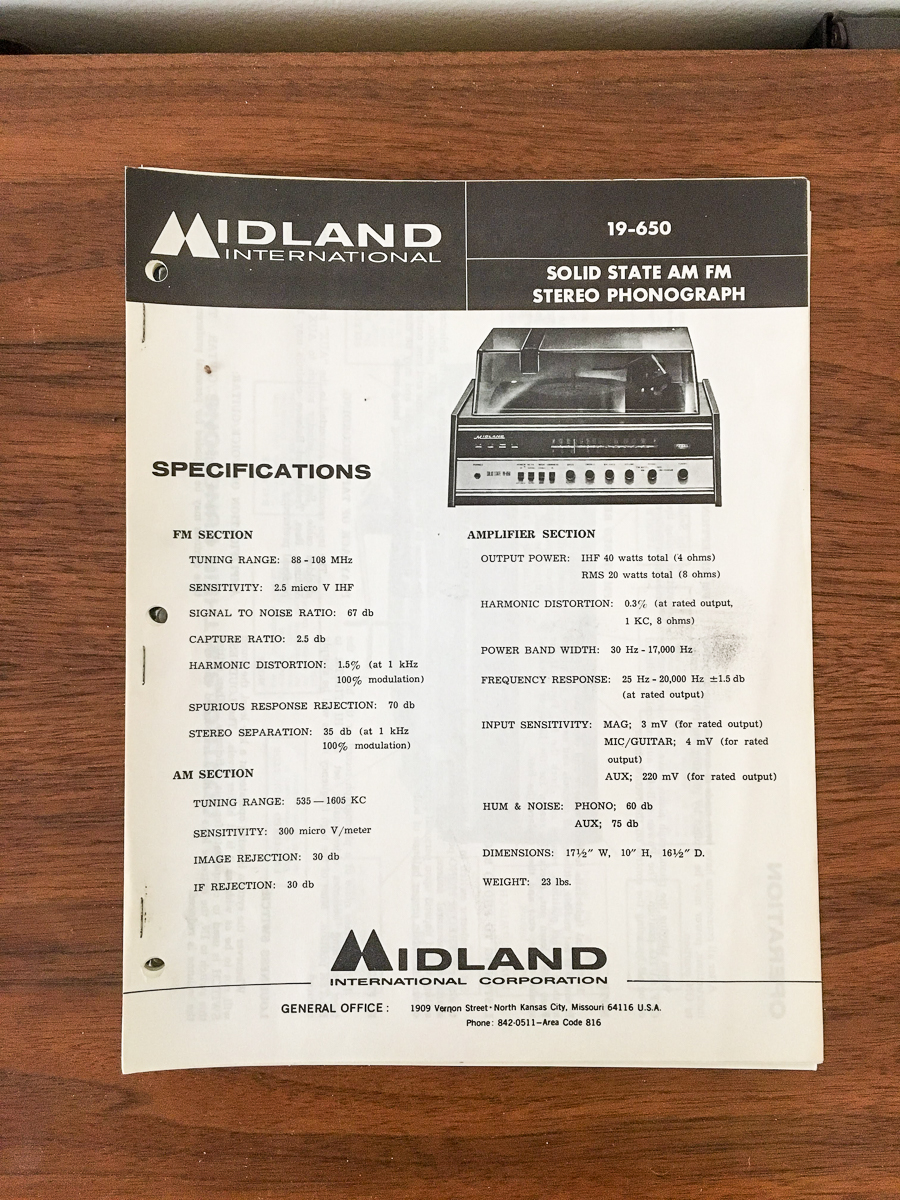 MIDLAND
INTERNATIONAL
19-650
SOLID STATE AM FM
STEREO PHONOGRAPH
MIDLAND
SPECIFICATIONS
FM SECTION
TUNING RANGE: 88 - 108 MHz
SENSITIVITY: 2.5 micro V IHF
SIGNAL TO NOISE RATIO: 67 db
CAPTURE RATIO: 2.5 db
HARMONIC DISTORTION: 1.5% (at 1 kHz
100% modulation)
SPURIOUS RESPONSE REJECTION: 70 db
STEREO SEPARATION: 35 db (at 1 kHz
100% modulation)
AM SECTION
TUNING RANGE: 535 — 1605 KC
SENSITIVITY: 300 micro V/meter
IMAGE REJECTION: 30 db
IF REJECTION: 30 db
AMPLIFIER SECTION
OUTPUT POWER: IHF 40 watts total (4 ohms)
RMS 20 watts total (8 ohms)
HARMONIC DISTORTION: 0.3% (at rated output,
1 KC, 8 ohms)
POWER BAND WIDTH: 30 Hz - 17,000 Hz
FREQUENCY RESPONSE: 25 Hz - 20,000 Hz ±1.5 db
(at rated output)
INPUT SENSITIVITY: MAG; 3 mV (for rated output)
MIC/GUITAR; 4 mV (for rated
output)
AUX; 220 mV (for rated output)
HUM & NOISE: PHONO; 60 db
AUX; 75 db
DIMENSIONS: 17½″ W, 10″ H, 16½″ D.
WEIGHT: 23 lbs.
MIDLAND
INTERNATIONAL CORPORATION
GENERAL OFFICE : 1909 Vernon Street - North Kansas City, Missouri 64116 U.S.A.
Phone: 842-0511—Area Code 816
OPERATION